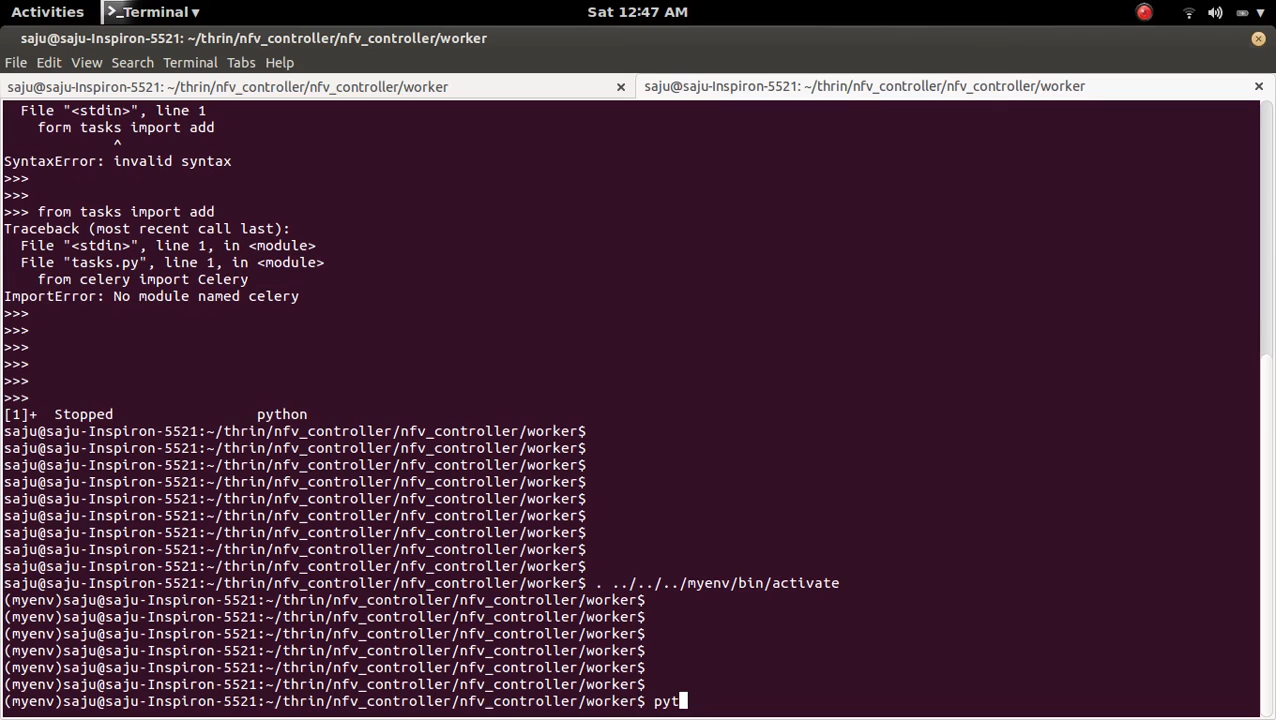 Activities
Terminal ▾
Sat 12:47 AM
saju@saju-Inspiron-5521: ~/thrin/nfv_controller/nfv_controller/worker
File Edit View Search Terminal Tabs Help
saju@saju-Inspiron-5521: ~/thrin/nfv_controller/nfv_controller/worker
saju@saju-Inspiron-5521: ~/thrin/nfv_controller/nfv_controller/worker
File "<stdin>", line 1
form tasks import add
^
SyntaxError: invalid syntax
>>>
>>>
>>> from tasks import add
Traceback (most recent call last):
File "<stdin>", line 1, in <module>
File "tasks.py", line 1, in <module>
from celery import Celery
ImportError: No module named celery
>>>
>>>
>>>
>>>
>>>
>>>
[1]+  Stopped                 python
saju@saju-Inspiron-5521:~/thrin/nfv_controller/nfv_controller/worker$
saju@saju-Inspiron-5521:~/thrin/nfv_controller/nfv_controller/worker$
saju@saju-Inspiron-5521:~/thrin/nfv_controller/nfv_controller/worker$
saju@saju-Inspiron-5521:~/thrin/nfv_controller/nfv_controller/worker$
saju@saju-Inspiron-5521:~/thrin/nfv_controller/nfv_controller/worker$
saju@saju-Inspiron-5521:~/thrin/nfv_controller/nfv_controller/worker$
saju@saju-Inspiron-5521:~/thrin/nfv_controller/nfv_controller/worker$
saju@saju-Inspiron-5521:~/thrin/nfv_controller/nfv_controller/worker$
saju@saju-Inspiron-5521:~/thrin/nfv_controller/nfv_controller/worker$
saju@saju-Inspiron-5521:~/thrin/nfv_controller/nfv_controller/worker$ . ../../../myenv/bin/activate
(myenv)saju@saju-Inspiron-5521:~/thrin/nfv_controller/nfv_controller/worker$
(myenv)saju@saju-Inspiron-5521:~/thrin/nfv_controller/nfv_controller/worker$
(myenv)saju@saju-Inspiron-5521:~/thrin/nfv_controller/nfv_controller/worker$
(myenv)saju@saju-Inspiron-5521:~/thrin/nfv_controller/nfv_controller/worker$
(myenv)saju@saju-Inspiron-5521:~/thrin/nfv_controller/nfv_controller/worker$
(myenv)saju@saju-Inspiron-5521:~/thrin/nfv_controller/nfv_controller/worker$
(myenv)saju@saju-Inspiron-5521:~/thrin/nfv_controller/nfv_controller/worker$ pyt